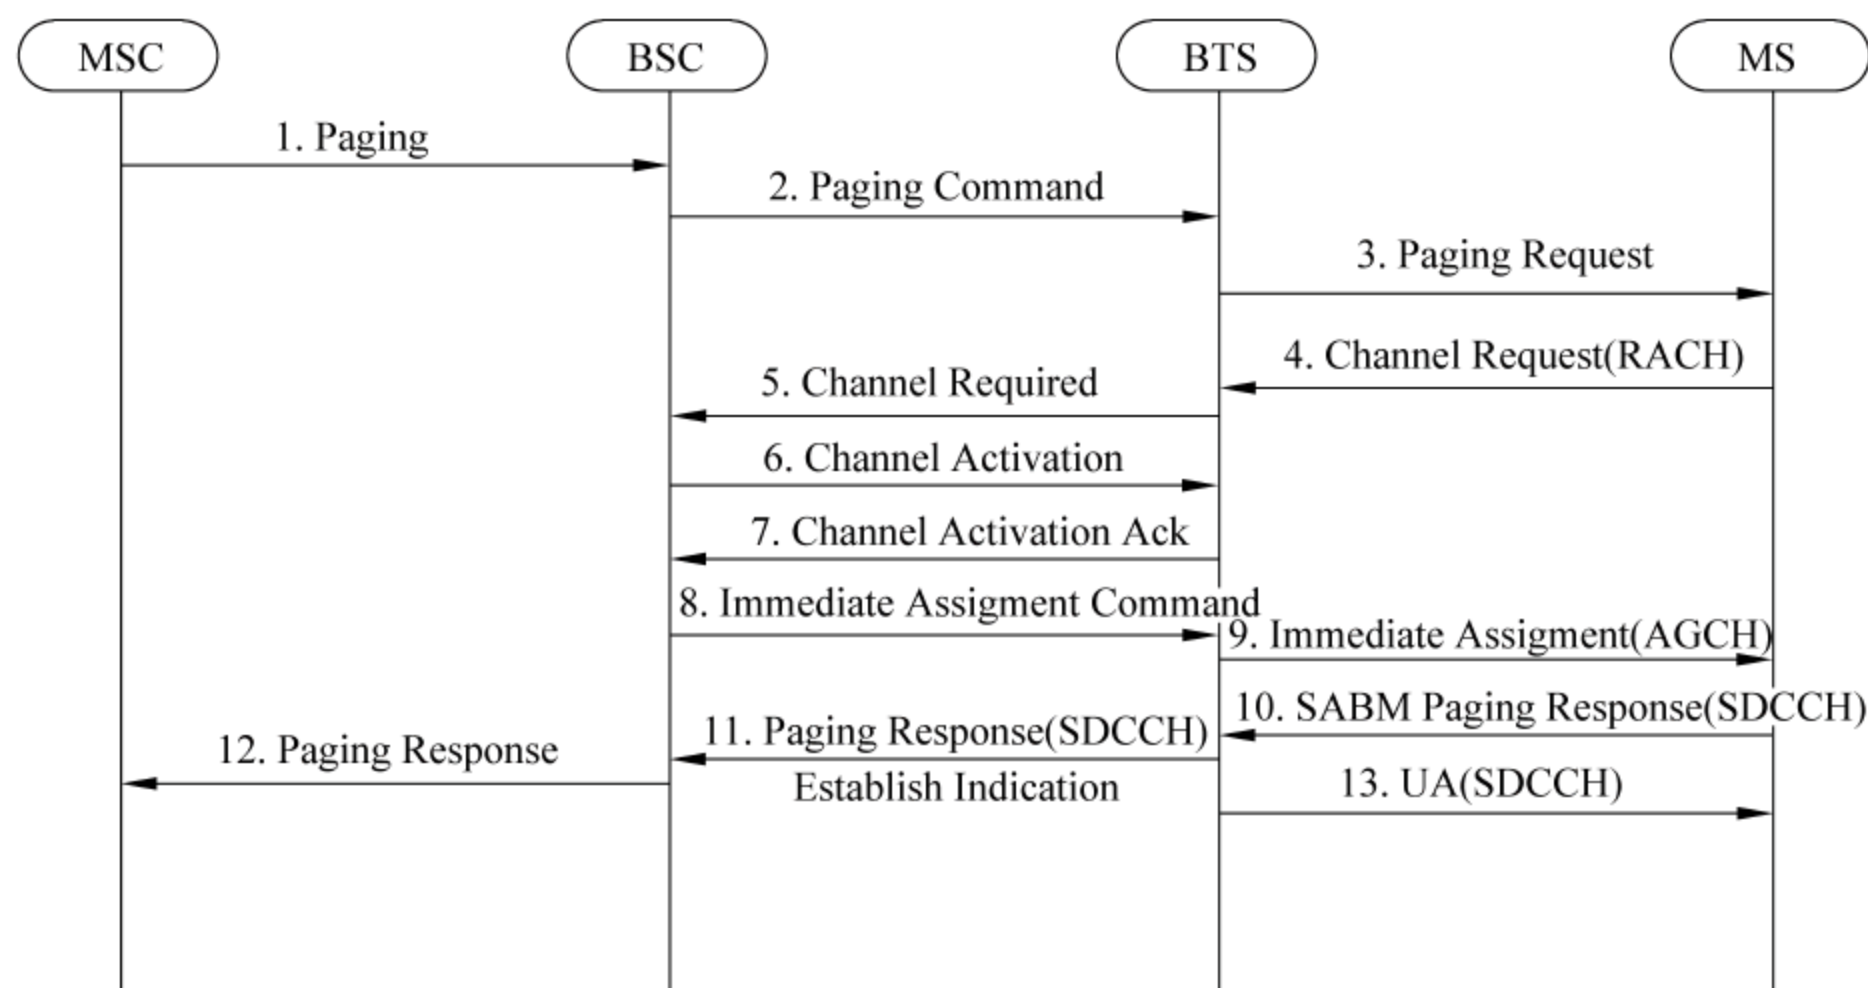 MSC
BSC
BTS
MS
1. Paging
2. Paging Command
3. Paging Request
4. Channel Request(RACH)
5. Channel Required
6. Channel Activation
7. Channel Activation Ack
8. Immediate Assigment Command
9. Immediate Assigment(AGCH)
10. SABM Paging Response(SDCCH)
11. Paging Response(SDCCH)
Establish Indication
12. Paging Response
13. UA(SDCCH)